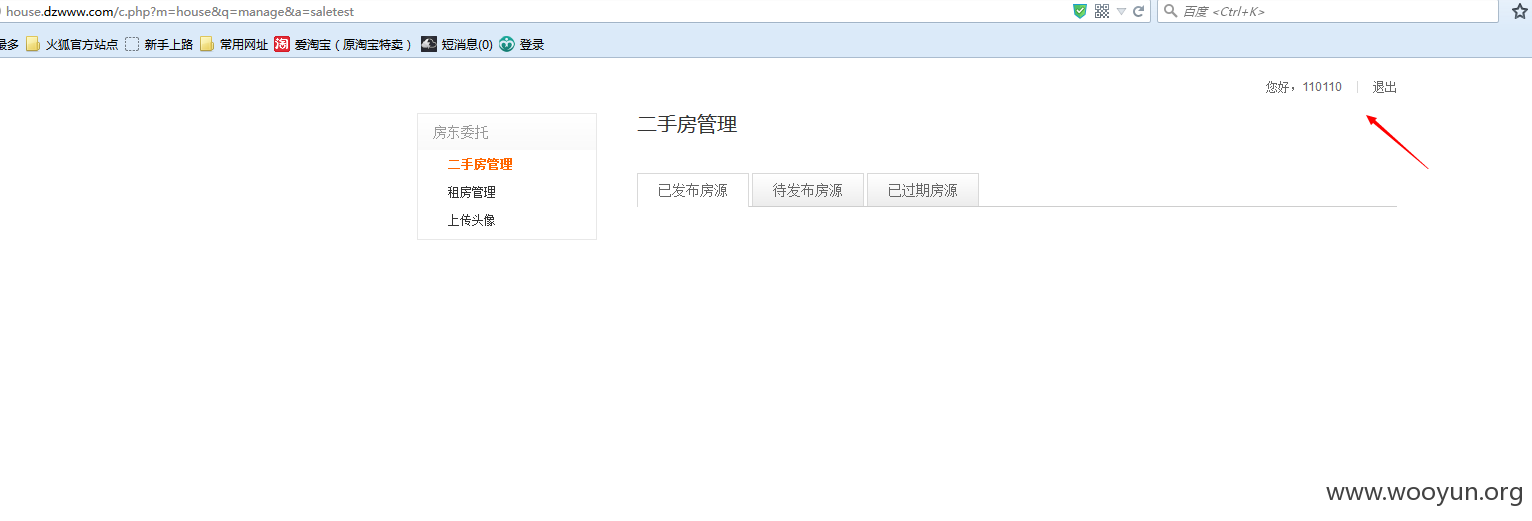 house.dzwww.com/c.php?m=house&q=manage&a=saletest
百度 <Ctrl+K>
最多 火狐官方站点 新手上路 常用网址 淘 爱淘宝（原淘宝特卖） 短消息(0) 登录
您好，110110 退出
房东委托
二手房管理
租房管理
上传头像
二手房管理
已发布房源 待发布房源 已过期房源
www.wooyun.org